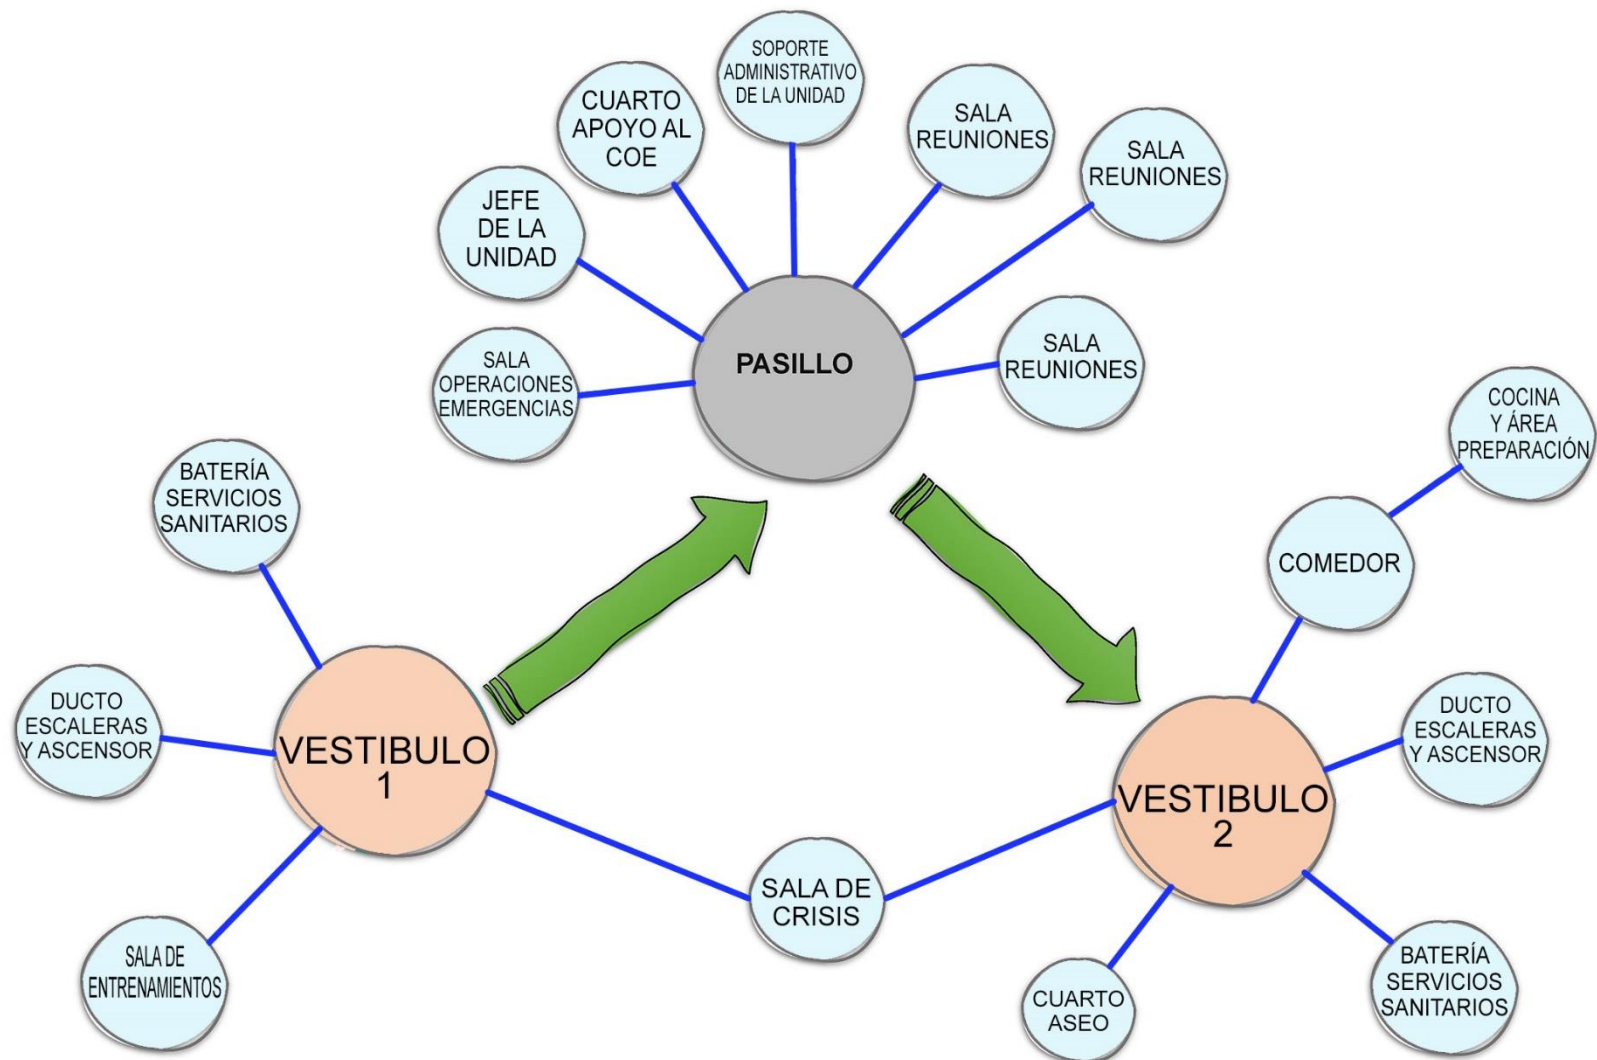 SOPORTE
ADMINISTRATIVO
DE LA UNIDAD
CUARTO
APOYO AL
COE
SALA
REUNIONES
SALA
REUNIONES
JEFE
DE LA
UNIDAD
SALA
OPERACIONES
EMERGENCIAS
PASILLO
SALA
REUNIONES
COCINA
Y ÁREA
PREPARACIÓN
BATERÍA
SERVICIOS
SANITARIOS
COMEDOR
DUCTO
ESCALERAS
Y ASCENSOR
VESTIBULO
1
DUCTO
ESCALERAS
Y ASCENSOR
VESTIBULO
2
SALA DE
CRISIS
SALA DE
ENTRENAMIENTOS
CUARTO
ASEO
BATERÍA
SERVICIOS
SANITARIOS